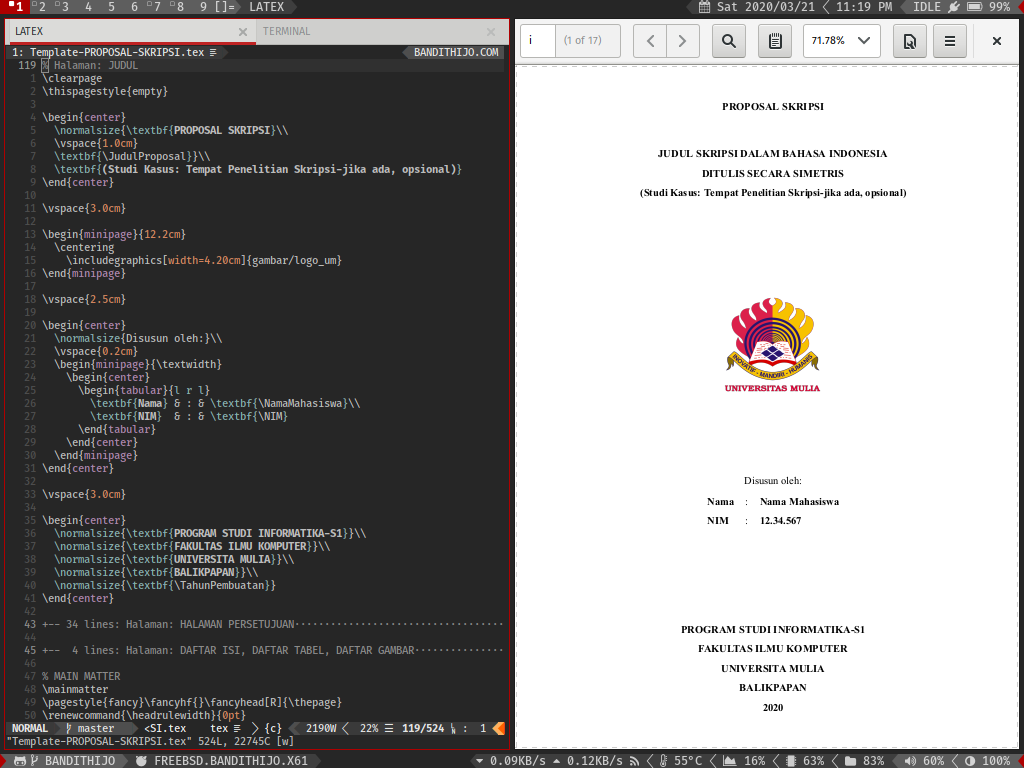 1 2 3 4 5 6 7 8 9 []= LATEX
Sat 2020/03/21 11:19 PM IDLE 99%
LATEX × TERMINAL ×
1: Template-PROPOSAL-SKRIPSI.tex BANDITHIJO.COM
119 % Halaman: JUDUL
1 \clearpage
2 \thispagestyle{empty}
3
4 \begin{center}
5 \normalsize{\textbf{PROPOSAL SKRIPSI}\\
6 \vspace{1.0cm}
7 \textbf{\JudulProposal}}\\
8 \textbf{(Studi Kasus: Tempat Penelitian Skripsi-jika ada, opsional)}
9 \end{center}
10
11 \vspace{3.0cm}
12
13 \begin{minipage}{12.2cm}
14 \centering
15 \includegraphics[width=4.20cm]{gambar/logo_um}
16 \end{minipage}
17
18 \vspace{2.5cm}
19
20 \begin{center}
21 \normalsize{Disusun oleh:}\\
22 \vspace{0.2cm}
23 \begin{minipage}{\textwidth}
24 \begin{center}
25 \begin{tabular}{l r l}
26 \textbf{Nama} & : & \textbf{\NamaMahasiswa}\\
27 \textbf{NIM} & : & \textbf{\NIM}
28 \end{tabular}
29 \end{center}
30 \end{minipage}
31 \end{center}
32
33 \vspace{3.0cm}
34
35 \begin{center}
36 \normalsize{\textbf{PROGRAM STUDI INFORMATIKA-S1}}\\
37 \normalsize{\textbf{FAKULTAS ILMU KOMPUTER}}\\
38 \normalsize{\textbf{UNIVERSITA MULIA}}\\
39 \normalsize{\textbf{BALIKPAPAN}}\\
40 \normalsize{\textbf{\TahunPembuatan}}
41 \end{center}
42
43 +-- 34 lines: Halaman: HALAMAN PERSETUJUAN
44
45 +-- 4 lines: Halaman: DAFTAR ISI, DAFTAR TABEL, DAFTAR GAMBAR
46
47 % MAIN MATTER
48 \mainmatter
49 \pagestyle{fancy}\fancyhf{}\fancyhead[R]{\thepage}
50 \renewcommand{\headrulewidth}{0pt}
NORMAL master <SI.tex tex {c} 2190W 22% 119/524 : 1
"Template-PROPOSAL-SKRIPSI.tex" 524L, 22745C [w]
i (1 of 17) 71.78%
PROPOSAL SKRIPSI
JUDUL SKRIPSI DALAM BAHASA INDONESIA
DITULIS SECARA SIMETRIS
(Studi Kasus: Tempat Penelitian Skripsi-jika ada, opsional)
INOVATIF - MANDIRI - HUMANIS
UNIVERSITAS MULIA
Disusun oleh:
Nama : Nama Mahasiswa
NIM : 12.34.567
PROGRAM STUDI INFORMATIKA-S1
FAKULTAS ILMU KOMPUTER
UNIVERSITA MULIA
BALIKPAPAN
2020
BANDITHIJO FREEBSD.BANDITHIJO.X61
0.09KB/s 0.12KB/s 55°C 16% 63% 83% 60% 100%